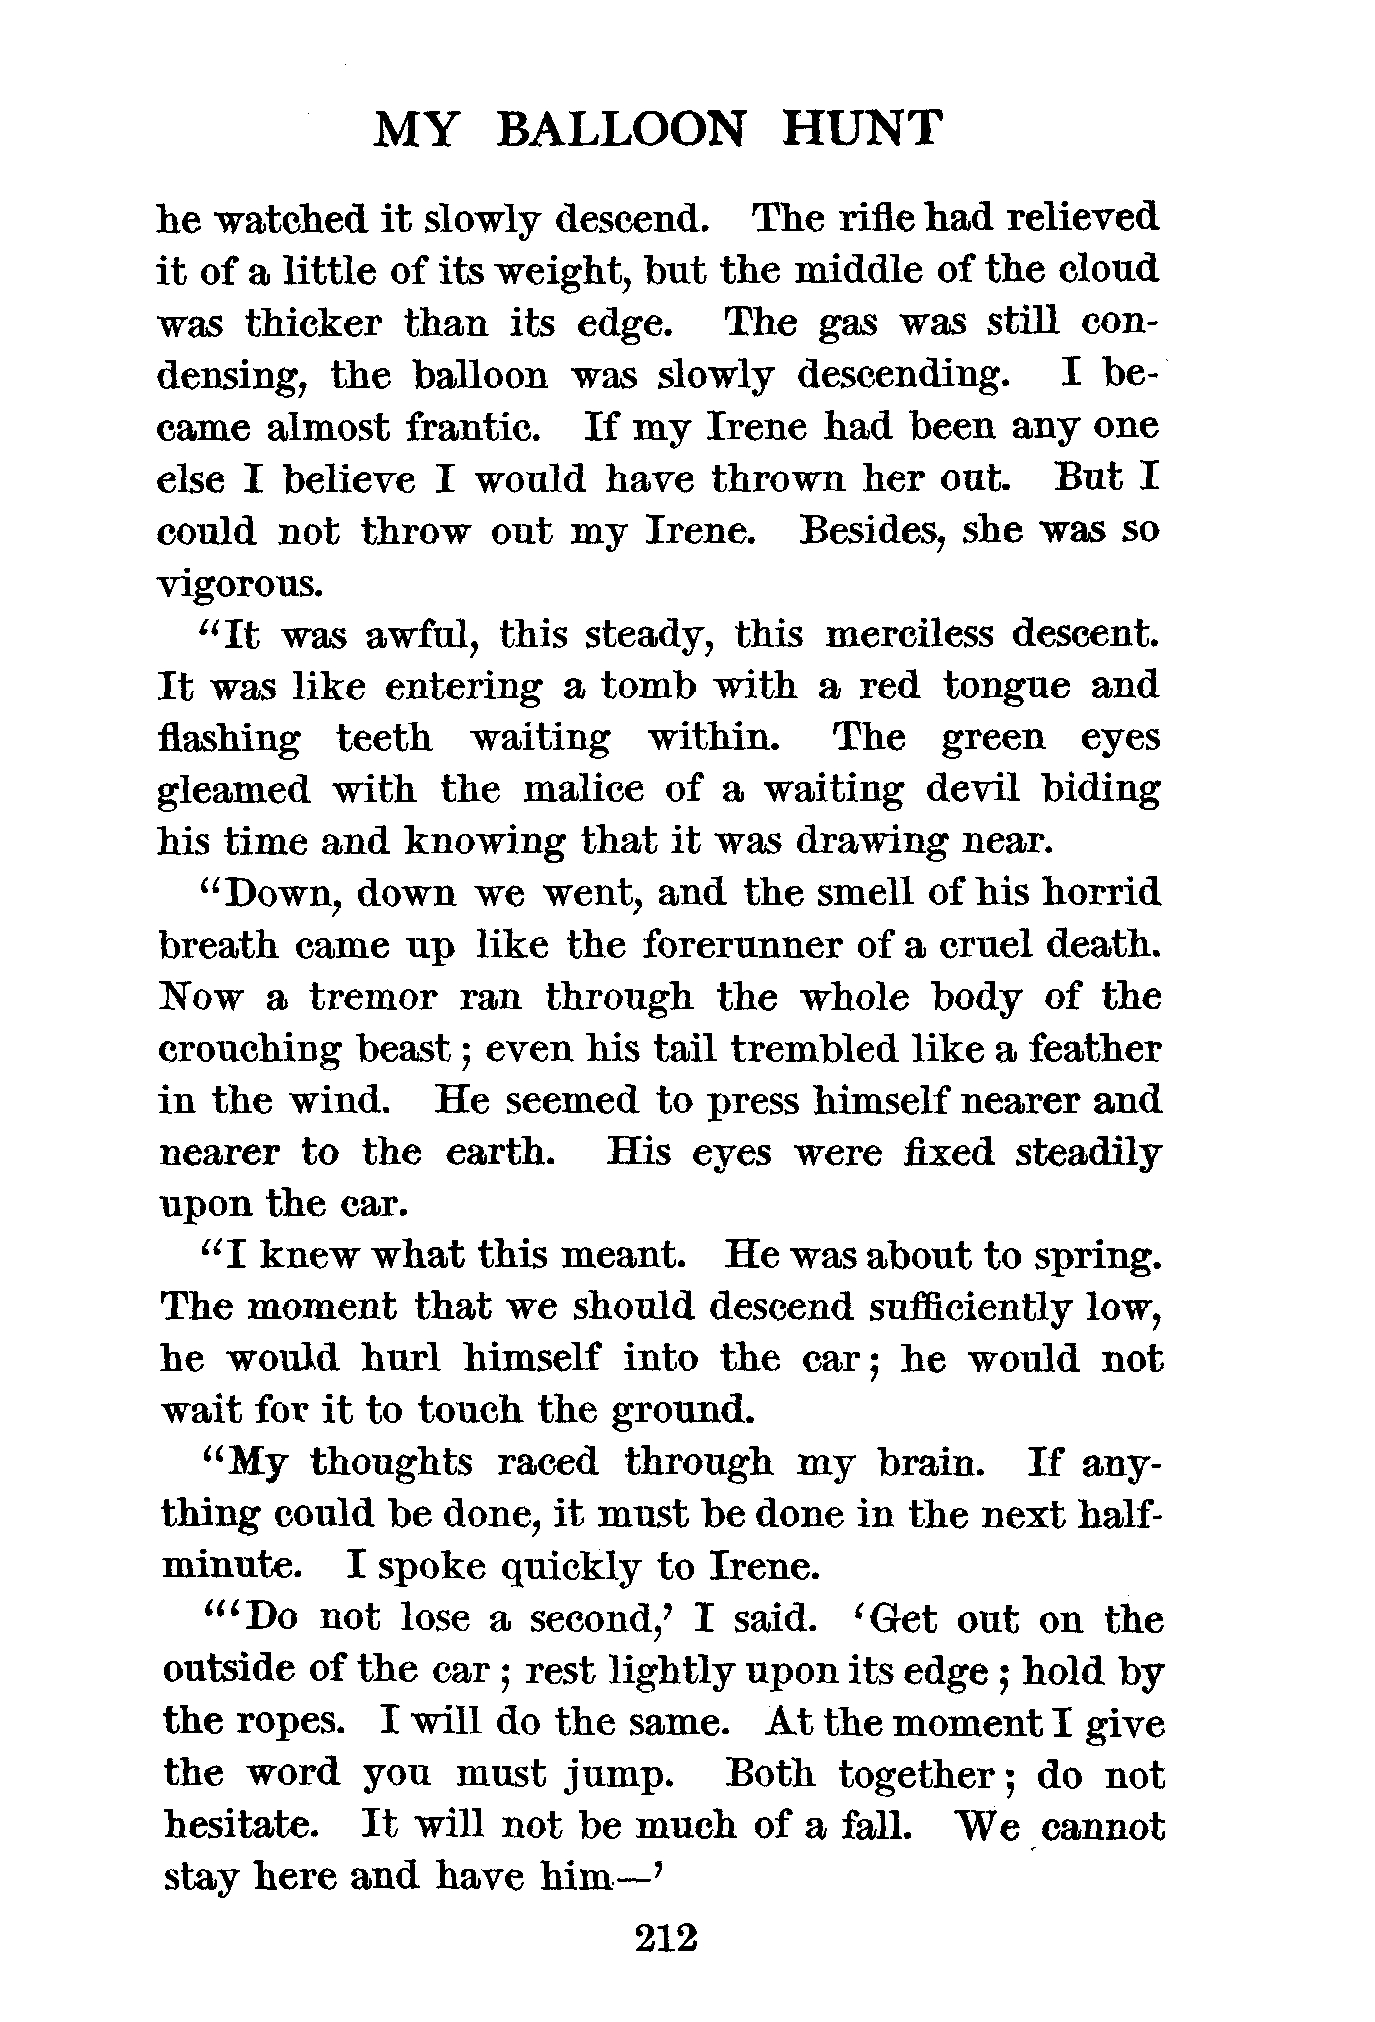 MY BALLOON HUNT
he watched it slowly descend. The rifle had relieved
it of a little of its weight, but the middle of the cloud
was thicker than its edge. The gas was still con-
densing, the balloon was slowly descending. I be-
came almost frantic. If my Irene had been any one
else I believe I would have thrown her out. But I
could not throw out my Irene. Besides, she was so
vigorous.
“It was awful, this steady, this merciless descent.
It was like entering a tomb with a red tongue and
flashing teeth waiting within. The green eyes
gleamed with the malice of a waiting devil biding
his time and knowing that it was drawing near.
“Down, down we went, and the smell of his horrid
breath came up like the forerunner of a cruel death.
Now a tremor ran through the whole body of the
crouching beast; even his tail trembled like a feather
in the wind. He seemed to press himself nearer and
nearer to the earth. His eyes were fixed steadily
upon the car.
“I knew what this meant. He was about to spring.
The moment that we should descend sufficiently low,
he would hurl himself into the car; he would not
wait for it to touch the ground.
“My thoughts raced through my brain. If any-
thing could be done, it must be done in the next half-
minute. I spoke quickly to Irene.
“‘Do not lose a second,’ I said. ‘Get out on the
outside of the car; rest lightly upon its edge; hold by
the ropes. I will do the same. At the moment I give
the word you must jump. Both together; do not
hesitate. It will not be much of a fall. We cannot
stay here and have him—’
212